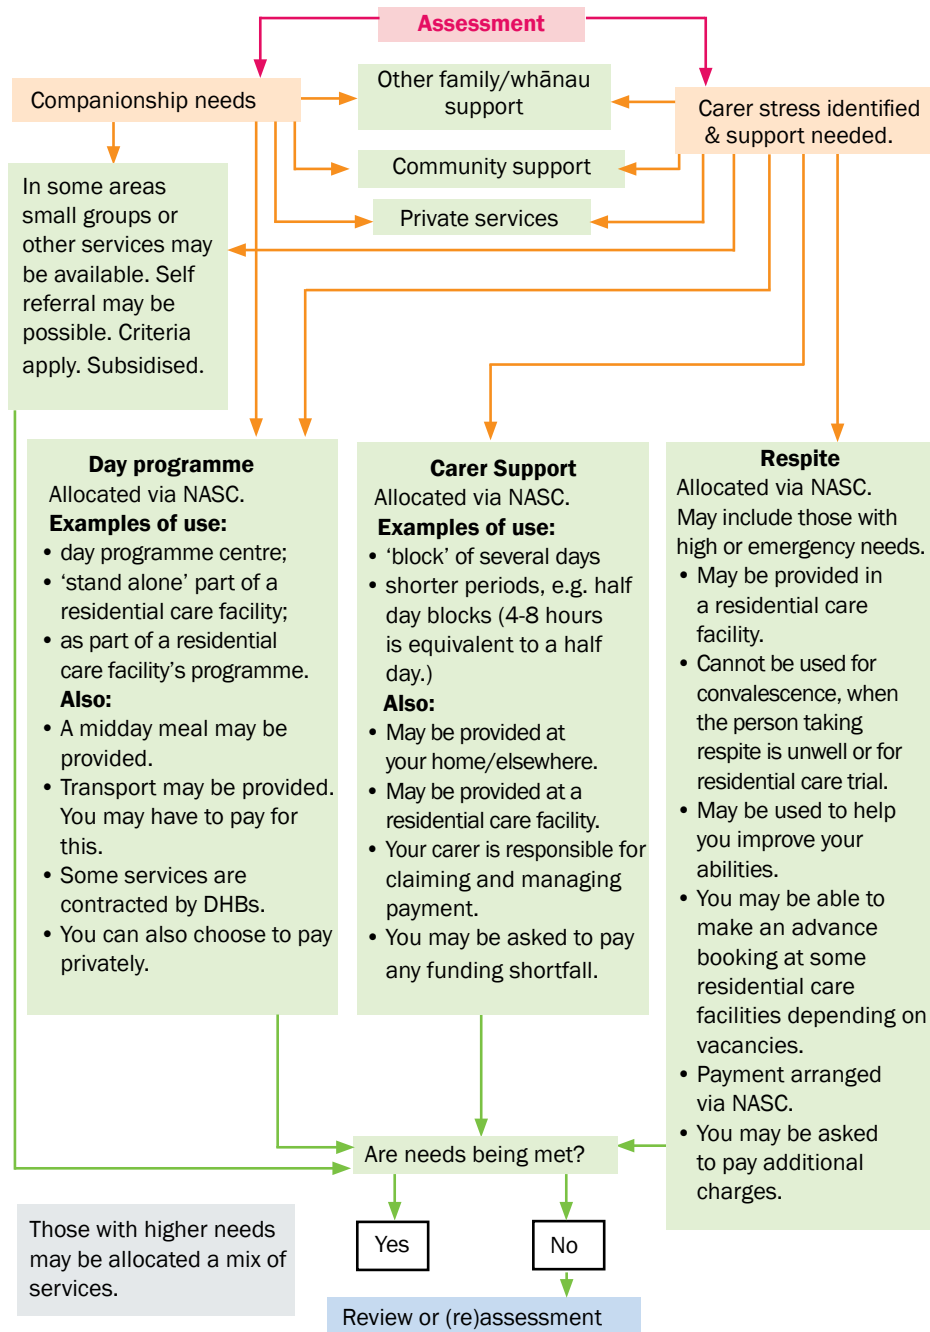 Assessment
Companionship needs
Other family/whānau
support
Carer stress identified
& support needed.
Community support
Private services
In some areas
small groups or
other services may
be available. Self
referral may be
possible. Criteria
apply. Subsidised.
Day programme
Allocated via NASC.
Examples of use:
• day programme centre;
• ‘stand alone’ part of a
residential care facility;
• as part of a residential
care facility’s programme.
Also:
• A midday meal may be
provided.
• Transport may be provided.
You may have to pay for
this.
• Some services are
contracted by DHBs.
• You can also choose to pay
privately.
Carer Support
Allocated via NASC.
Examples of use:
• ‘block’ of several days
• shorter periods, e.g. half
day blocks (4-8 hours
is equivalent to a half
day.)
Also:
• May be provided at
your home/elsewhere.
• May be provided at a
residential care facility.
• Your carer is responsible for
claiming and managing
payment.
• You may be asked to pay
any funding shortfall.
Respite
Allocated via NASC.
May include those with
high or emergency needs.
• May be provided in
a residential care
facility.
• Cannot be used for
convalescence, when
the person taking
respite is unwell or for
residential care trial.
• May be used to help
you improve your
abilities.
• You may be able to
make an advance
booking at some
residential care
facilities depending on
vacancies.
• Payment arranged
via NASC.
• You may be asked
to pay additional
charges.
Are needs being met?
Yes
No
Those with higher needs
may be allocated a mix of
services.
Review or (re)assessment